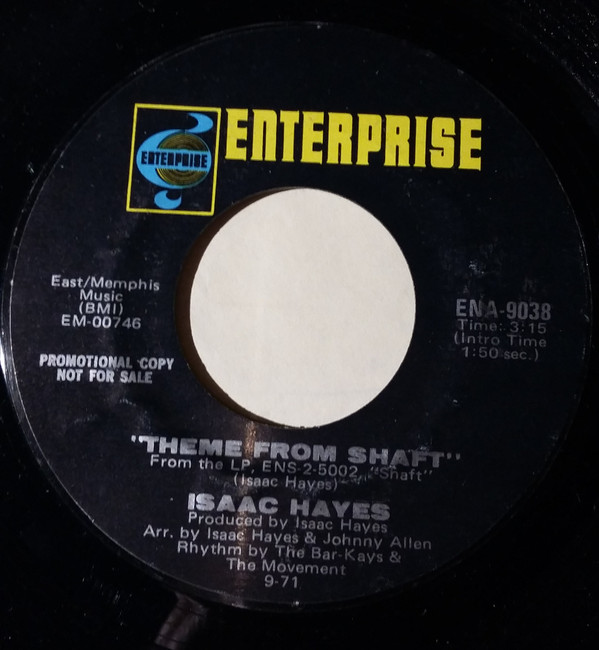 ENTERPRISE
ENTERPRISE
East/Memphis
Music
(BMI)
EM-00746
PROMOTIONAL COPY
NOT FOR SALE
ENA-9038
Time: 3:15
(Intro Time
1:50 sec.)
"THEME FROM SHAFT"
From the LP, ENS-2-5002, "Shaft"
(Isaac Hayes)
ISAAC HAYES
Produced by Isaac Hayes
Arr. by Isaac Hayes & Johnny Allen
Rhythm by The Bar-Kays &
The Movement
9-71